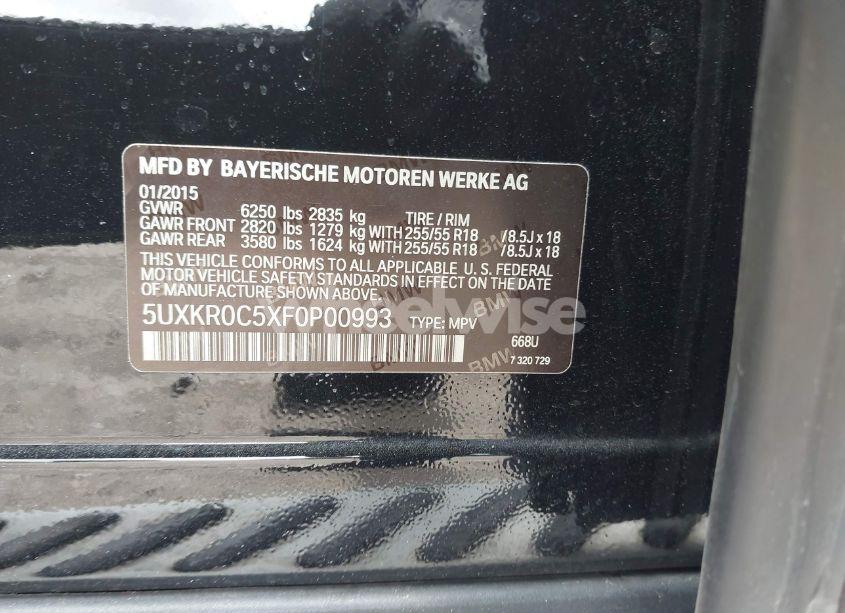 MFD BY BAYERISCHE MOTOREN WERKE AG
01/2015
GVWR 6250 lbs 2835 kg TIRE / RIM
GAWR FRONT 2820 lbs 1279 kg WITH 255/55 R18 /8.5J x 18
GAWR REAR 3580 lbs 1624 kg WITH 255/55 R18 /8.5J x 18
THIS VEHICLE CONFORMS TO ALL APPLICABLE U. S. FEDERAL
MOTOR VEHICLE SAFETY STANDARDS IN EFFECT ON THE DATE
OF MANUFACTURE SHOWN ABOVE.
5UXKR0C5XF0P00993 TYPE: MPV
668U
7 320 729
BMW
BMW
BMW